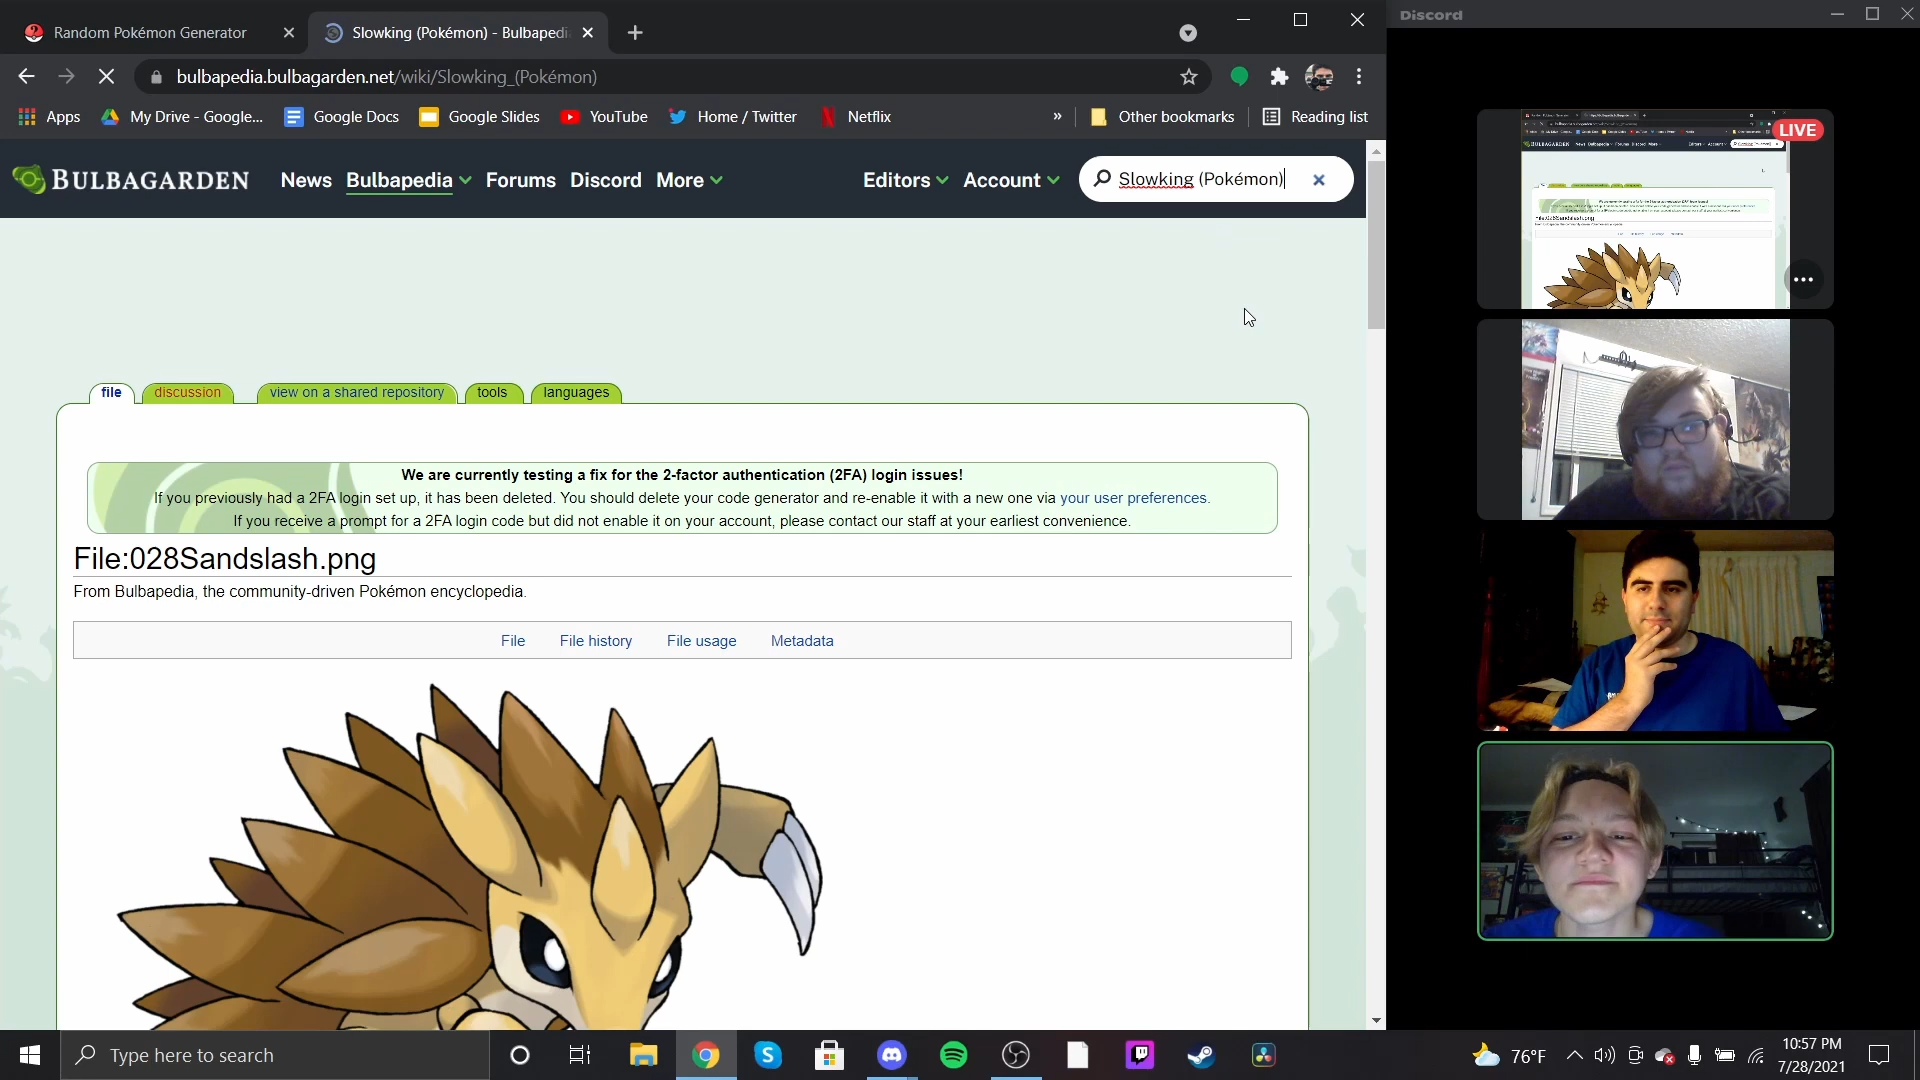 Random Pokémon Generator
Slowking (Pokémon) - Bulbapedi
Discord
bulbapedia.bulbagarden.net/wiki/Slowking_(Pokémon)
Apps
My Drive - Google...
Google Docs
Google Slides
YouTube
Home / Twitter
Netflix
»
Other bookmarks
Reading list
BULBAGARDEN
News
Bulbapedia
Forums
Discord
More
Editors
Account
Slowking (Pokémon)
LIVE
file
discussion
view on a shared repository
tools
languages
We are currently testing a fix for the 2-factor authentication (2FA) login issues!
If you previously had a 2FA login set up, it has been deleted. You should delete your code generator and re-enable it with a new one via your user preferences.
If you receive a prompt for a 2FA login code but did not enable it on your account, please contact our staff at your earliest convenience.
File:028Sandslash.png
From Bulbapedia, the community-driven Pokémon encyclopedia.
File
File history
File usage
Metadata
Type here to search
76°F
10:57 PM
7/28/2021